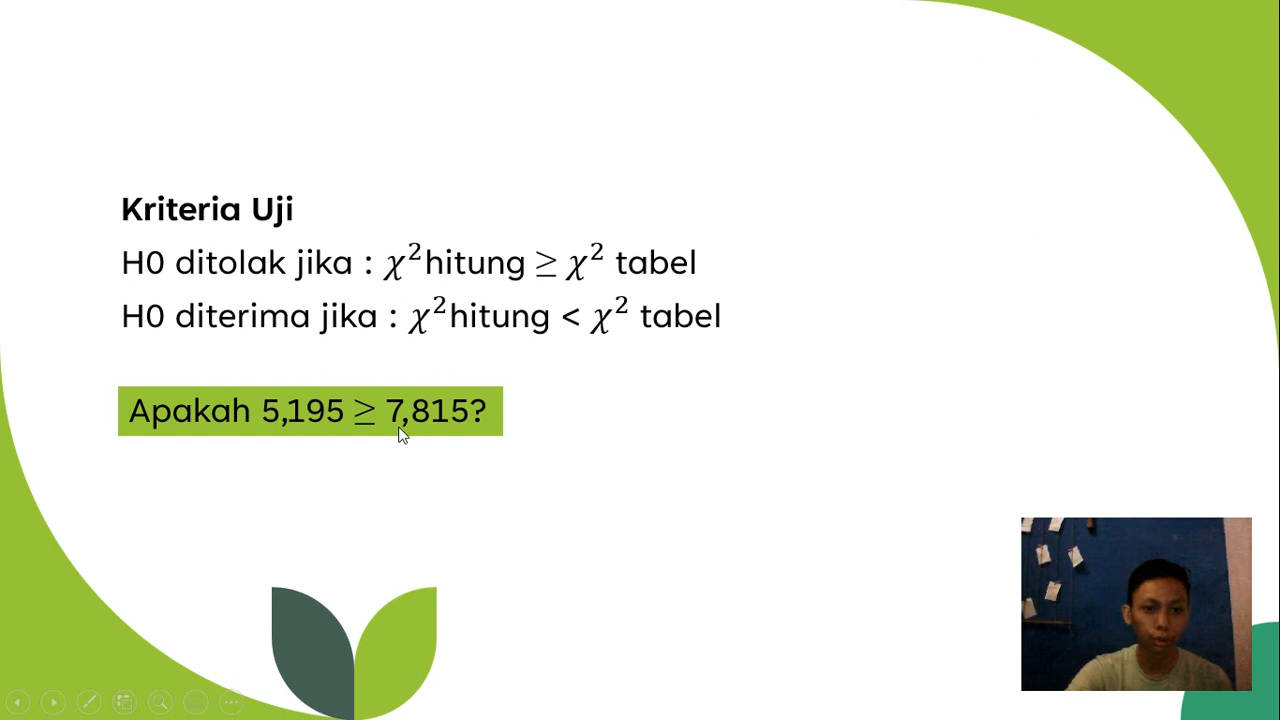 Kriteria Uji
H0 ditolak jika : χ²hitung ≥ χ² tabel
H0 diterima jika : χ²hitung < χ² tabel
Apakah 5,195 ≥ 7,815?